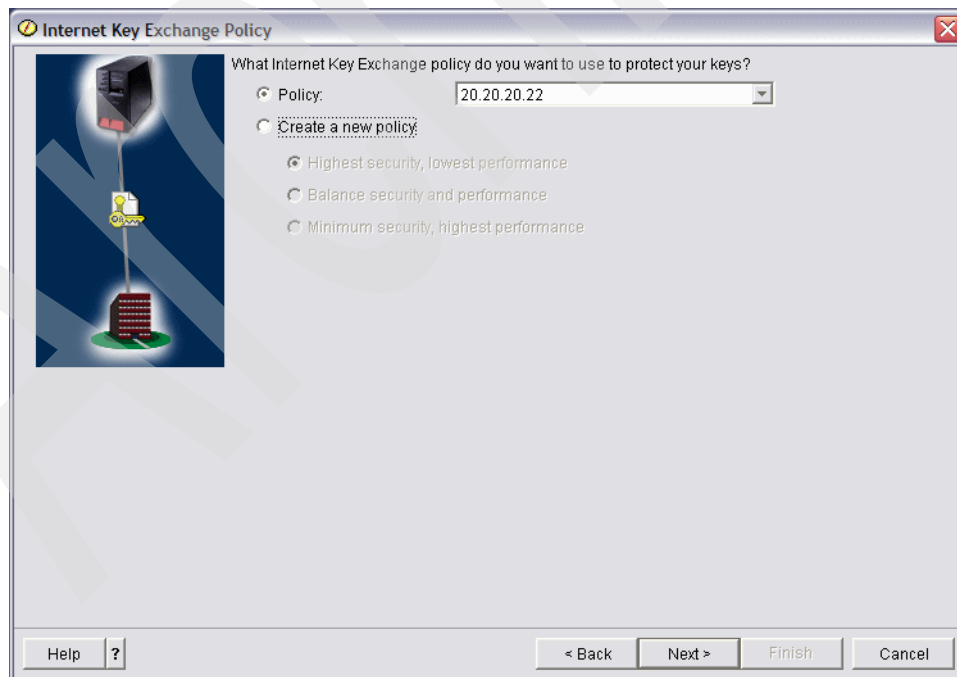 Internet Key Exchange Policy
What Internet Key Exchange policy do you want to use to protect your keys?
Policy: 20.20.20.22
Create a new policy
Highest security, lowest performance
Balance security and performance
Minimum security, highest performance
OR
Help ? < Back Next > Finish Cancel